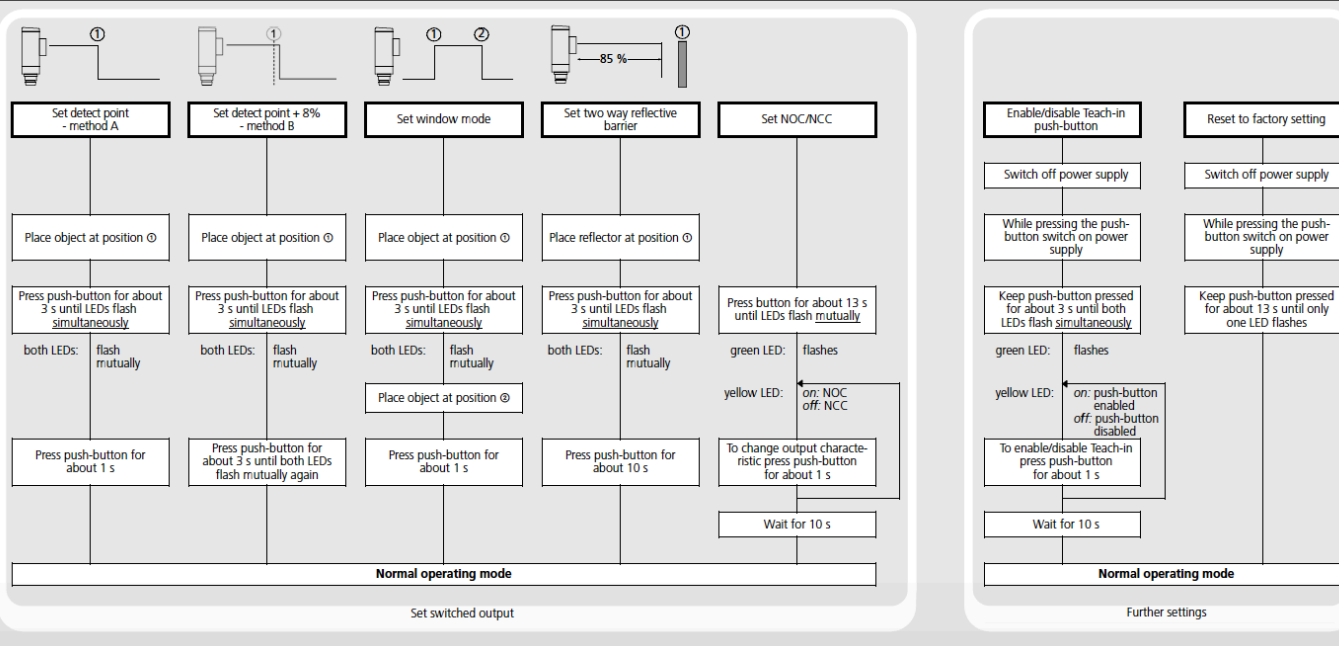 ①
①
① ②
①
85 %
Set detect point
- method A
Set detect point + 8%
- method B
Set window mode
Set two way reflective
barrier
Set NOC/NCC
Enable/disable Teach-in
push-button
Reset to factory setting
Switch off power supply
Switch off power supply
Place object at position ①
Place object at position ①
Place object at position ①
Place reflector at position ①
While pressing the push-
button switch on power
supply
While pressing the push-
button switch on power
supply
Press push-button for about
3 s until LEDs flash
simultaneously
Press push-button for about
3 s until LEDs flash
simultaneously
Press push-button for about
3 s until LEDs flash
simultaneously
Press push-button for about
3 s until LEDs flash
simultaneously
Press button for about 13 s
until LEDs flash mutually
Keep push-button pressed
for about 3 s until both
LEDs flash simultaneously
Keep push-button pressed
for about 13 s until only
one LED flashes
both LEDs: flash
mutually
both LEDs: flash
mutually
both LEDs: flash
mutually
both LEDs: flash
mutually
green LED: flashes
green LED: flashes
Place object at position ②
yellow LED: on: NOC
off: NCC
yellow LED: on: push-button
enabled
off: push-button
disabled
Press push-button for
about 1 s
Press push-button for
about 3 s until both LEDs
flash mutually again
Press push-button for
about 1 s
Press push-button for
about 10 s
To change output characte-
ristic press push-button
for about 1 s
To enable/disable Teach-in
press push-button
for about 1 s
Wait for 10 s
Wait for 10 s
Normal operating mode
Normal operating mode
Set switched output
Further settings